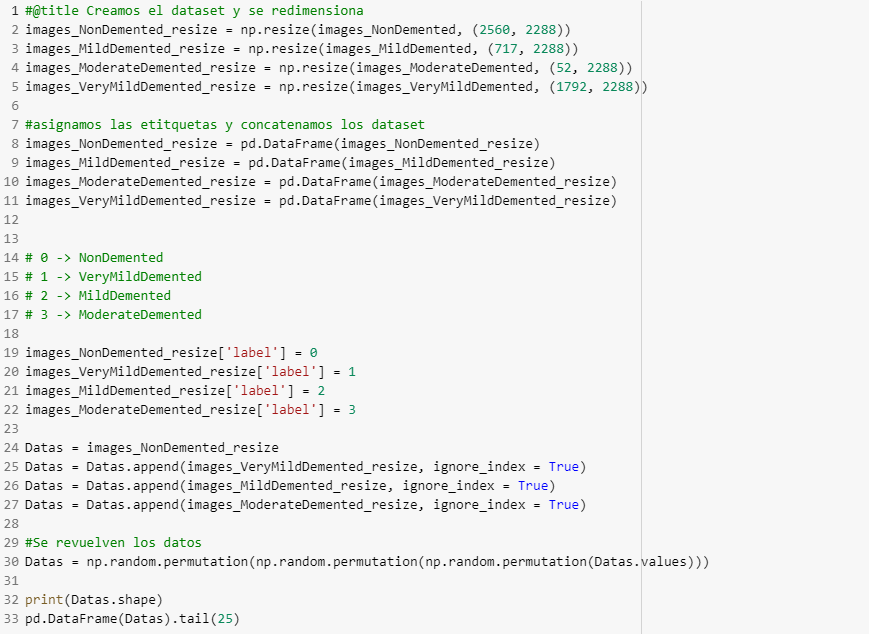 1 #@title Creamos el dataset y se redimensiona
2 images_NonDemented_resize = np.resize(images_NonDemented, (2560, 2288))
3 images_MildDemented_resize = np.resize(images_MildDemented, (717, 2288))
4 images_ModerateDemented_resize = np.resize(images_ModerateDemented, (52, 2288))
5 images_VeryMildDemented_resize = np.resize(images_VeryMildDemented, (1792, 2288))
6
7 #asignamos las etitquetas y concatenamos los dataset
8 images_NonDemented_resize = pd.DataFrame(images_NonDemented_resize)
9 images_MildDemented_resize = pd.DataFrame(images_MildDemented_resize)
10 images_ModerateDemented_resize = pd.DataFrame(images_ModerateDemented_resize)
11 images_VeryMildDemented_resize = pd.DataFrame(images_VeryMildDemented_resize)
12
13
14 # 0 -> NonDemented
15 # 1 -> VeryMildDemented
16 # 2 -> MildDemented
17 # 3 -> ModerateDemented
18
19 images_NonDemented_resize['label'] = 0
20 images_VeryMildDemented_resize['label'] = 1
21 images_MildDemented_resize['label'] = 2
22 images_ModerateDemented_resize['label'] = 3
23
24 Datas = images_NonDemented_resize
25 Datas = Datas.append(images_VeryMildDemented_resize, ignore_index = True)
26 Datas = Datas.append(images_MildDemented_resize, ignore_index = True)
27 Datas = Datas.append(images_ModerateDemented_resize, ignore_index = True)
28
29 #Se revuelven los datos
30 Datas = np.random.permutation(np.random.permutation(np.random.permutation(Datas.values)))
31
32 print(Datas.shape)
33 pd.DataFrame(Datas).tail(25)